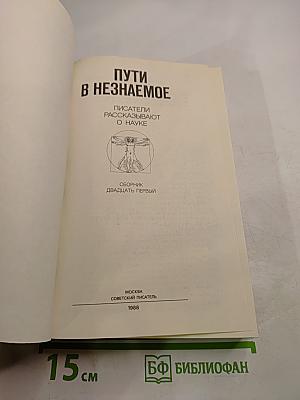 ПУТИ
В НЕЗНАЕМОЕ
ПИСАТЕЛИ
РАССКАЗЫВАЮТ
О НАУКЕ
СБОРНИК
ДВАДЦАТЬ ПЕРВЫЙ
МОСКВА
СОВЕТСКИЙ ПИСАТЕЛЬ
1988
15 см
БФ БИБЛИОФАН